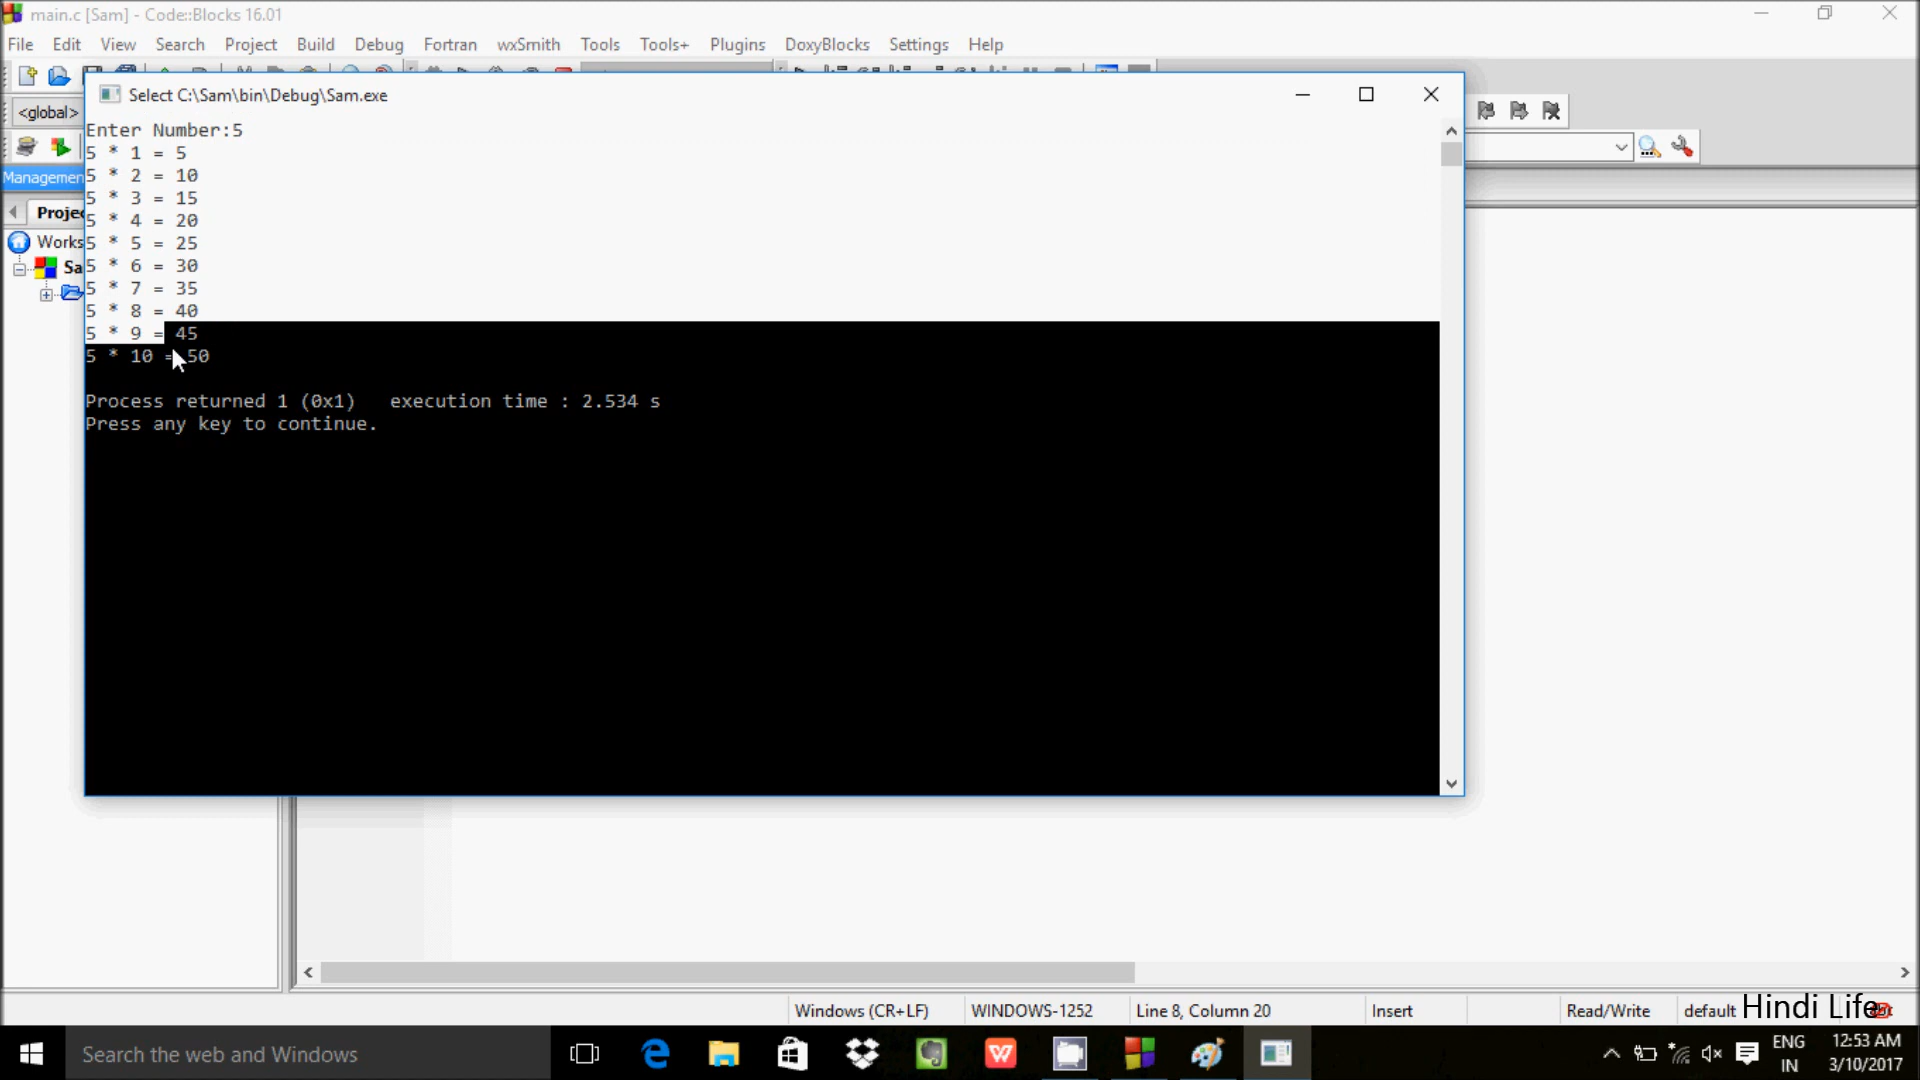 main.c [Sam] - Code::Blocks 16.01
File Edit View Search Project Build Debug Fortran wxSmith Tools Tools+ Plugins DoxyBlocks Settings Help
Select C:\Sam\bin\Debug\Sam.exe
<global>
Enter Number:5
5 * 1 = 5
5 * 2 = 10
Managemen
5 * 3 = 15
Projec
5 * 4 = 20
Works
5 * 5 = 25
Sa
5 * 6 = 30
5 * 7 = 35
5 * 8 = 40
5 * 9 = 45
5 * 10 = 50
Process returned 1 (0x1)   execution time : 2.534 s
Press any key to continue.
Windows (CR+LF) WINDOWS-1252 Line 8, Column 20 Insert Read/Write default
Hindi Life
Search the web and Windows
ENG
IN
12:53 AM
3/10/2017